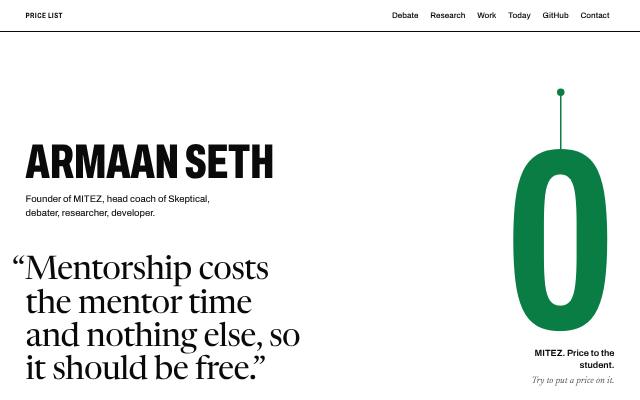 PRICE LIST
Debate Research Work Today GitHub Contact
ARMAAN SETH
Founder of MITEZ, head coach of Skeptical,
debater, researcher, developer.
“Mentorship costs
the mentor time
and nothing else, so
it should be free.”
0
MITEZ. Price to the
student.
Try to put a price on it.